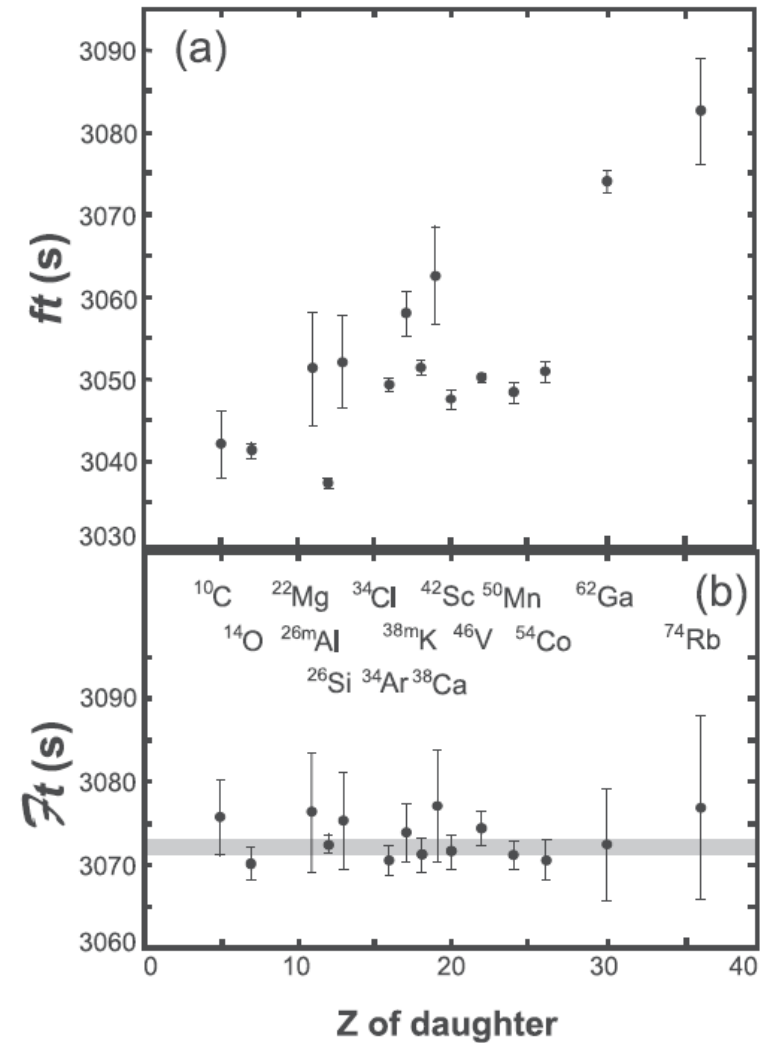 (a)
3090
3080
3070
3060
3050
3040
3030
ft (s)
¹⁰C ²²Mg ³⁴Cl ⁴²Sc ⁵⁰Mn ⁶²Ga (b)
¹⁴O ²⁶ᵐAl ³⁸ᵐK ⁴⁶V ⁵⁴Co ⁷⁴Rb
²⁶Si ³⁴Ar ³⁸Ca
3090
3080
3070
3060
ℱt (s)
0 10 20 30 40
Z of daughter